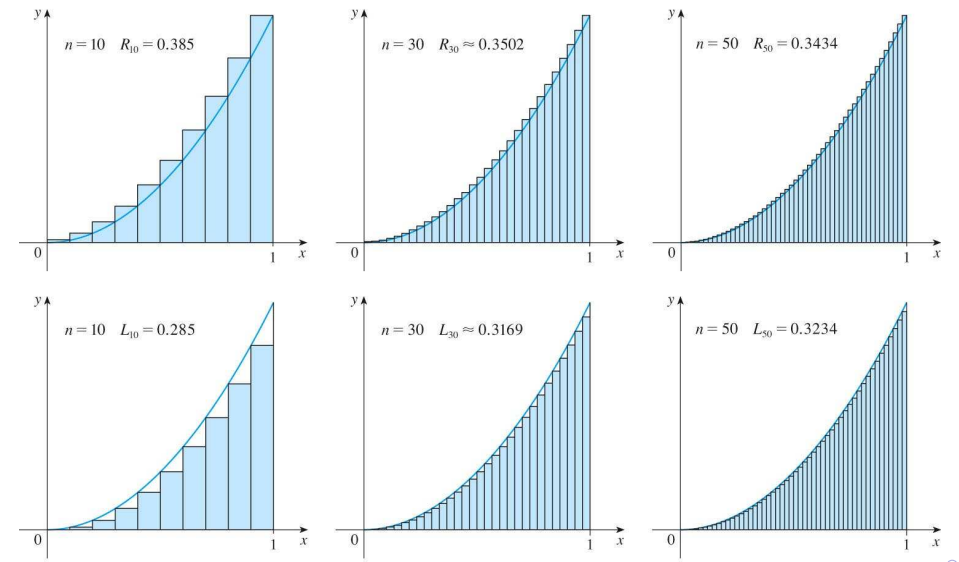 y
n = 10 R₁₀ = 0.385
0
1
x
y
n = 30 R₃₀ ≈ 0.3502
0
1
x
y
n = 50 R₅₀ = 0.3434
0
1
x
y
n = 10 L₁₀ = 0.285
0
1
x
y
n = 30 L₃₀ ≈ 0.3169
0
1
x
y
n = 50 L₅₀ = 0.3234
0
1
x